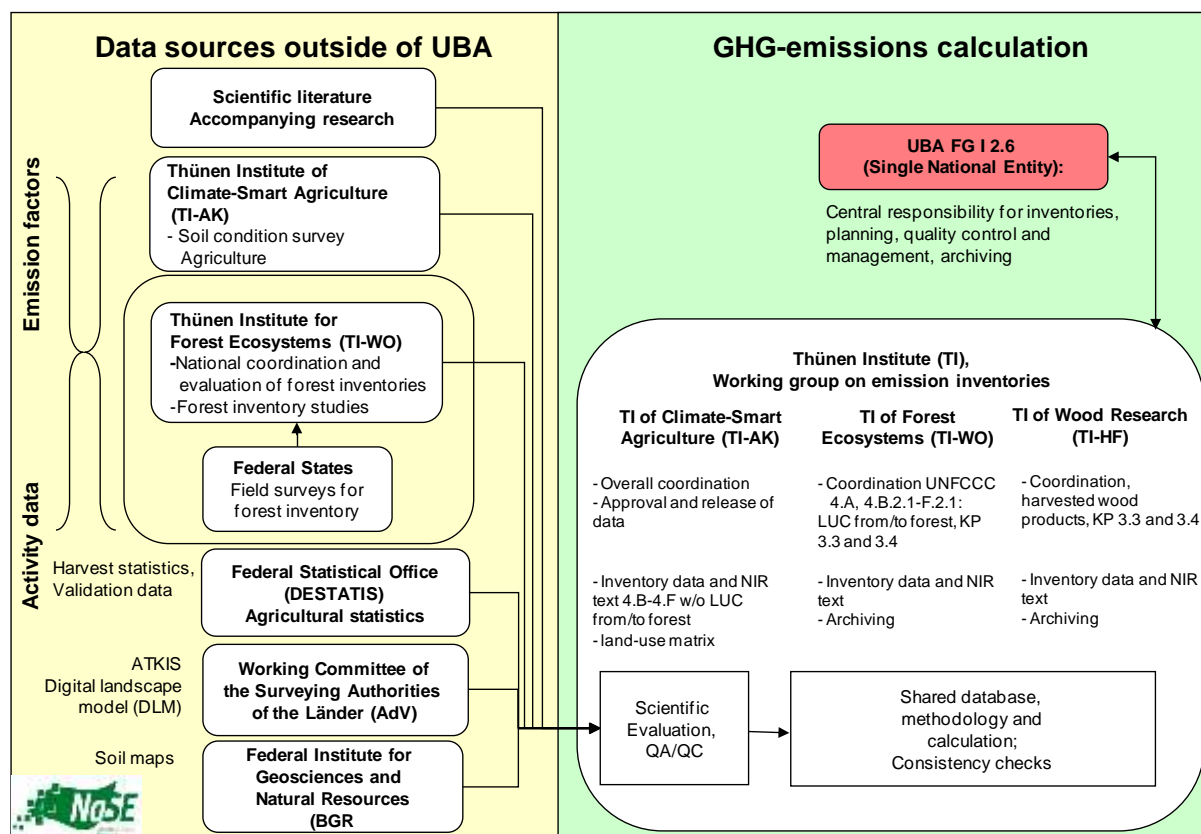 Data sources outside of UBA
Scientific literature
Accompanying research
Emission factors
Thünen Institute of
Climate-Smart Agriculture
(TI-AK)
- Soil condition survey
Agriculture
Thünen Institute for
Forest Ecosystems (TI-WO)
-National coordination and
evaluation of forest inventories
-Forest inventory studies
Federal States
Field surveys for
forest inventory
Activity data
Harvest statistics,
Validation data
Federal Statistical Office
(DESTATIS)
Agricultural statistics
ATKIS
Digital landscape
model (DLM)
Working Committee of
the Surveying Authorities
of the Länder (AdV)
Soil maps
Federal Institute for
Geosciences and
Natural Resources
(BGR
NaSE
GHG-emissions calculation
UBA FG I 2.6
(Single National Entity):
Central responsibility for inventories,
planning, quality control and
management, archiving
Thünen Institute (TI),
Working group on emission inventories
TI of Climate-Smart
Agriculture (TI-AK)
- Overall coordination
- Approval and release of
data
- Inventory data and NIR
text 4.B-4.F w/o LUC
from/to forest
- land-use matrix
TI of Forest
Ecosystems (TI-WO)
- Coordination UNFCCC
4.A, 4.B.2.1-F.2.1:
LUC from/to forest, KP
3.3 and 3.4
- Inventory data and NIR
text
- Archiving
TI of Wood Research
(TI-HF)
- Coordination,
harvested wood
products, KP 3.3 and 3.4
- Inventory data and NIR
text
- Archiving
Scientific
Evaluation,
QA/QC
Shared database,
methodology and
calculation;
Consistency checks